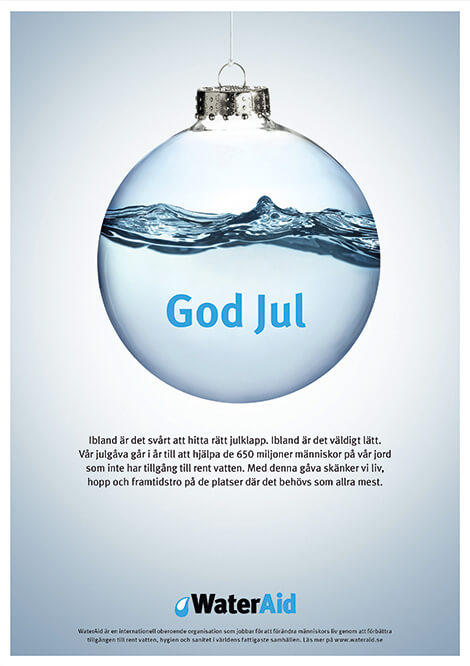 God Jul
Ibland är det svårt att hitta rätt julklapp. Ibland är det väldigt lätt.
Vår julgåva går i år till att hjälpa de 650 miljoner människor på vår jord
som inte har tillgång till rent vatten. Med denna gåva skänker vi liv,
hopp och framtidstro på de platser där det behövs som allra mest.
WaterAid
WaterAid är en internationell oberoende organisation som jobbar för att förändra människors liv genom att förbättra
tillgången till rent vatten, hygien och sanitet i världens fattigaste samhällen. Läs mer på www.wateraid.se